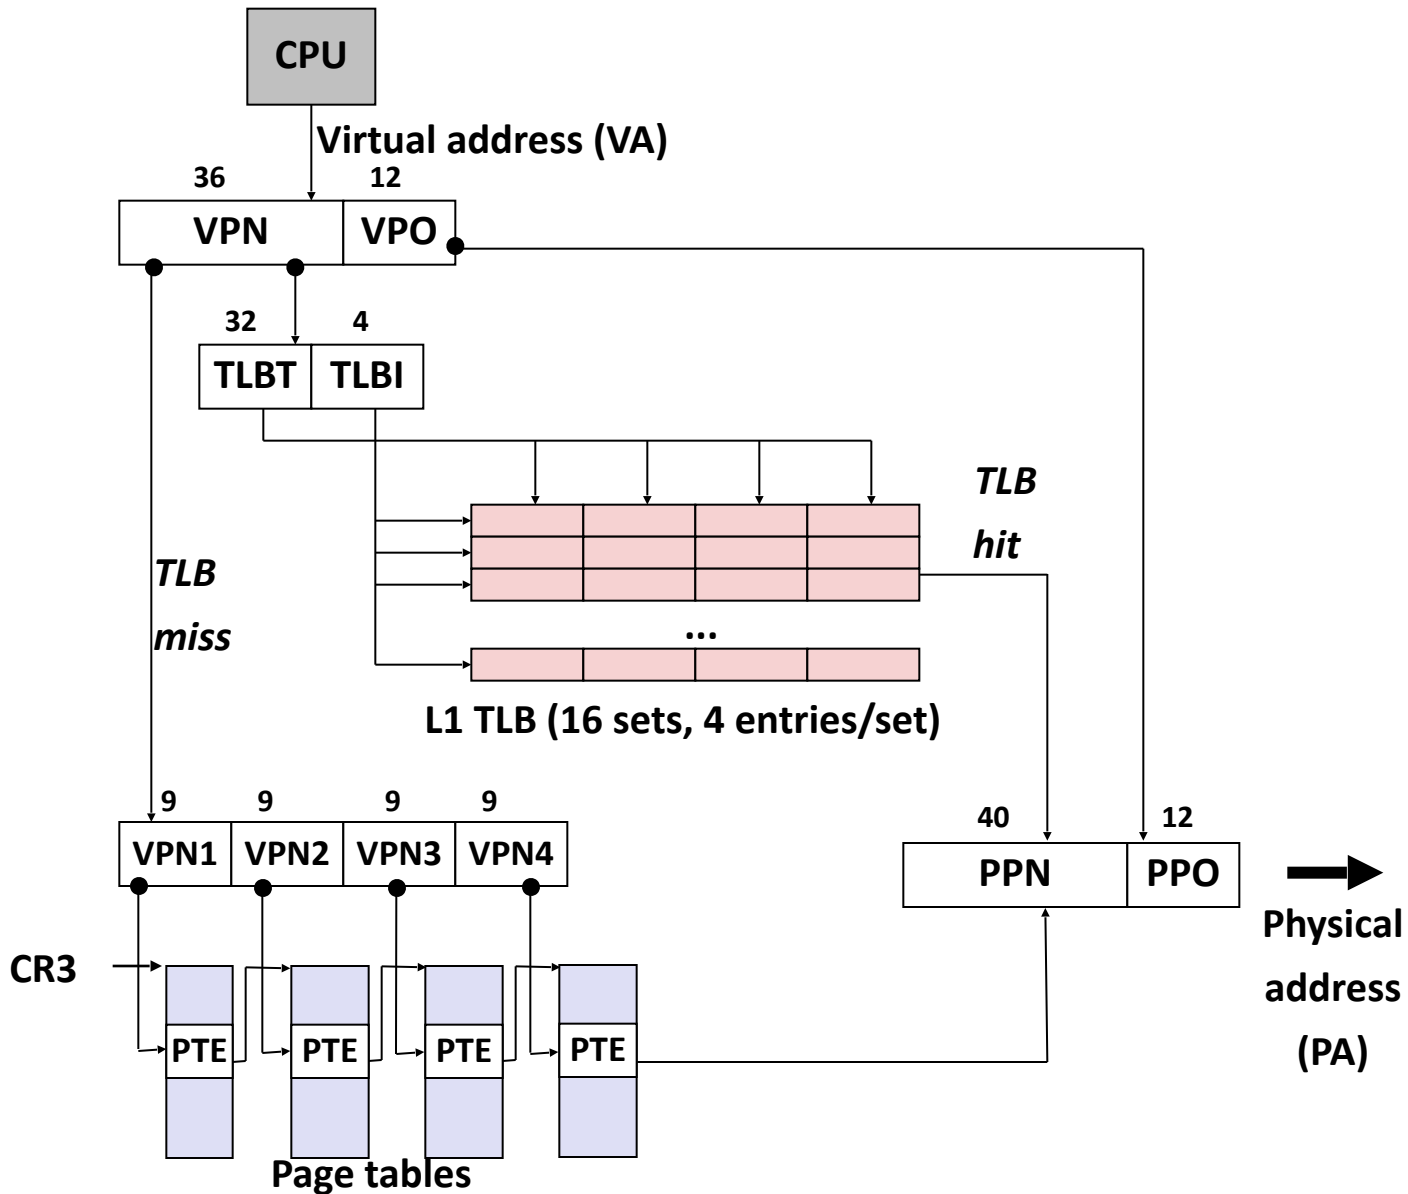 CPU
Virtual address (VA)
36 12
VPN VPO
32 4
TLBT TLBI
TLB
hit
TLB
miss
...
L1 TLB (16 sets, 4 entries/set)
9 9 9 9
VPN1 VPN2 VPN3 VPN4
40 12
PPN PPO
Physical
address
(PA)
CR3
PTE PTE PTE PTE
Page tables